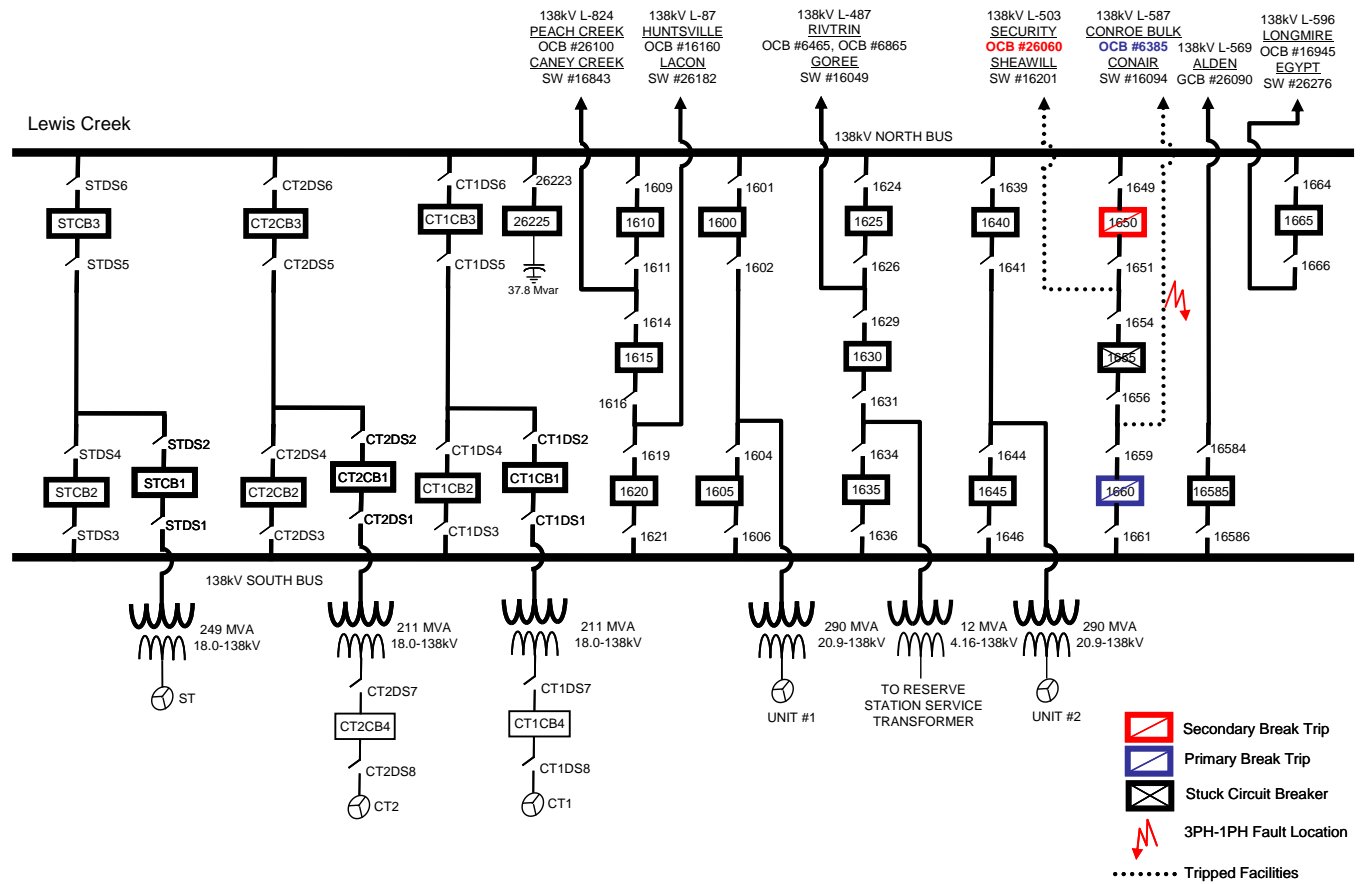 138kV L-824
PEACH CREEK
OCB #26100
CANEY CREEK
SW #16843
138kV L-87
HUNTSVILLE
OCB #16160
LACON
SW #26182
138kV L-487
RIVTRIN
OCB #6465, OCB #6865
GOREE
SW #16049
138kV L-503
SECURITY
OCB #26060
SHEAWILL
SW #16201
138kV L-587
CONROE BULK
OCB #6385
CONAIR
SW #16094
138kV L-569
ALDEN
GCB #26090
138kV L-596
LONGMIRE
OCB #16945
EGYPT
SW #26276
Lewis Creek
138kV NORTH BUS
STDS6
STCB3
STDS5
STDS4
STDS2
STCB2
STCB1
STDS3
STDS1
CT2DS6
CT2CB3
CT2DS5
CT2DS4
CT2DS2
CT2CB2
CT2CB1
CT2DS3
CT2DS1
CT1DS6
CT1CB3
CT1DS5
CT1DS4
CT1DS2
CT1CB2
CT1CB1
CT1DS3
CT1DS1
26223
26225
37.8 Mvar
1609
1610
1611
1614
1615
1616
1619
1620
1621
1601
1600
1602
1604
1605
1606
1624
1625
1626
1629
1630
1631
1634
1635
1636
1639
1640
1641
1644
1645
1646
1649
1650
1651
1654
1655
1656
1659
1660
1661
16584
16585
16586
1664
1665
1666
138kV SOUTH BUS
249 MVA
18.0-138kV
ST
211 MVA
18.0-138kV
CT2DS7
CT2CB4
CT2DS8
CT2
211 MVA
18.0-138kV
CT1DS7
CT1CB4
CT1DS8
CT1
290 MVA
20.9-138kV
UNIT #1
12 MVA
4.16-138kV
TO RESERVE
STATION SERVICE
TRANSFORMER
290 MVA
20.9-138kV
UNIT #2
Secondary Break Trip
Primary Break Trip
Stuck Circuit Breaker
3PH-1PH Fault Location
Tripped Facilities